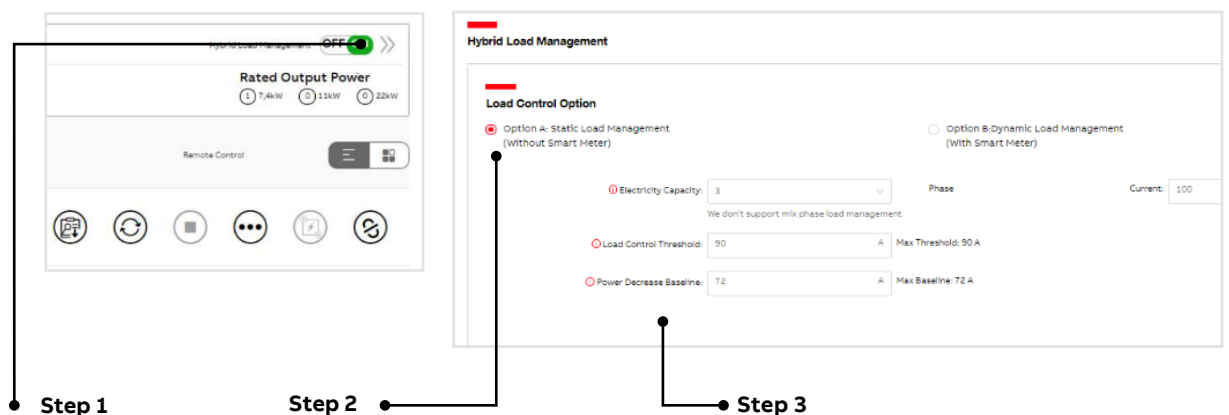 Hybrid Load Management OFF
Rated Output Power
1 7,4kW 0 11kW 0 22kW
Remote Control
Hybrid Load Management
Load Control Option
Option A: Static Load Management
(Without Smart Meter)
Option B:Dynamic Load Management
(With Smart Meter)
Electricity Capacity: 3 Phase Current: 100
We don't support mix phase load management
Load Control Threshold: 90 A Max Threshold: 90 A
Power Decrease Baseline: 72 A Max Baseline: 72 A
Step 1
Step 2
Step 3